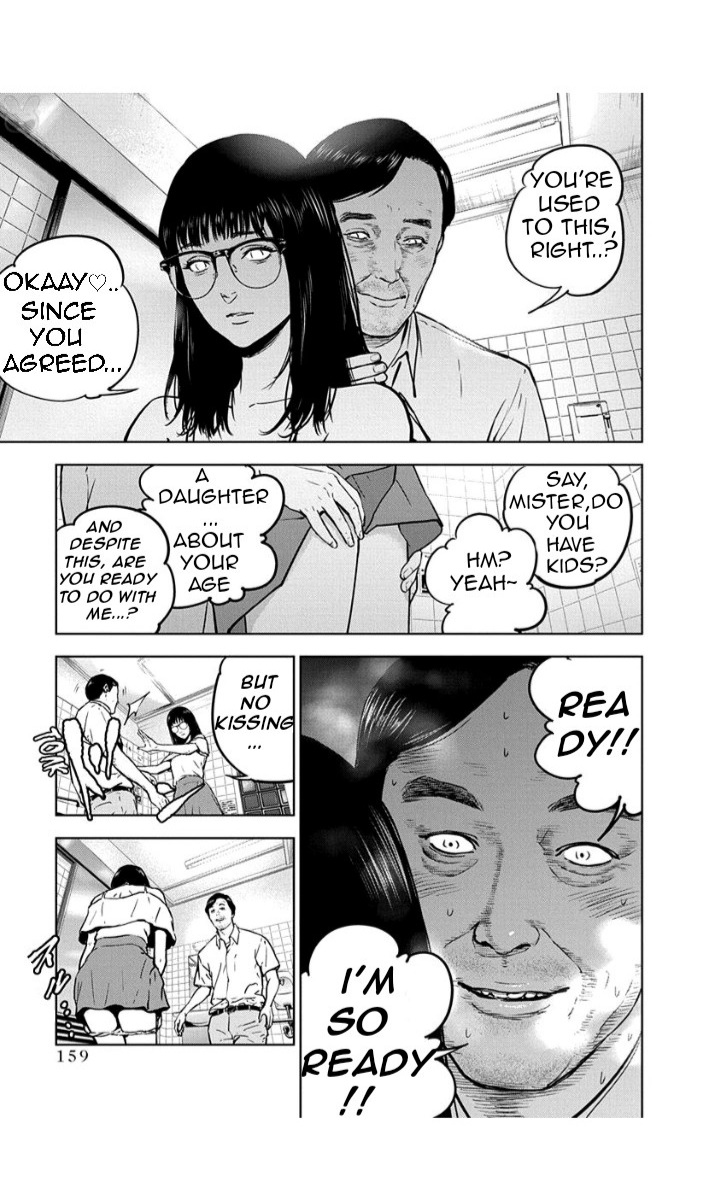 YOU'RE
USED
TO THIS,
RIGHT..?
OKAAY♡..
SINCE
YOU
AGREED...
SAY,
MISTER,DO
YOU
HAVE
KIDS?
HM?
YEAH~
A
DAUGHTER
...
ABOUT
YOUR
AGE
AND
DESPITE
THIS, ARE
YOU READY
TO DO WITH
ME...?
REA
DY!!
I'M
SO
READY
!!
BUT
NO
KISSING
...
159